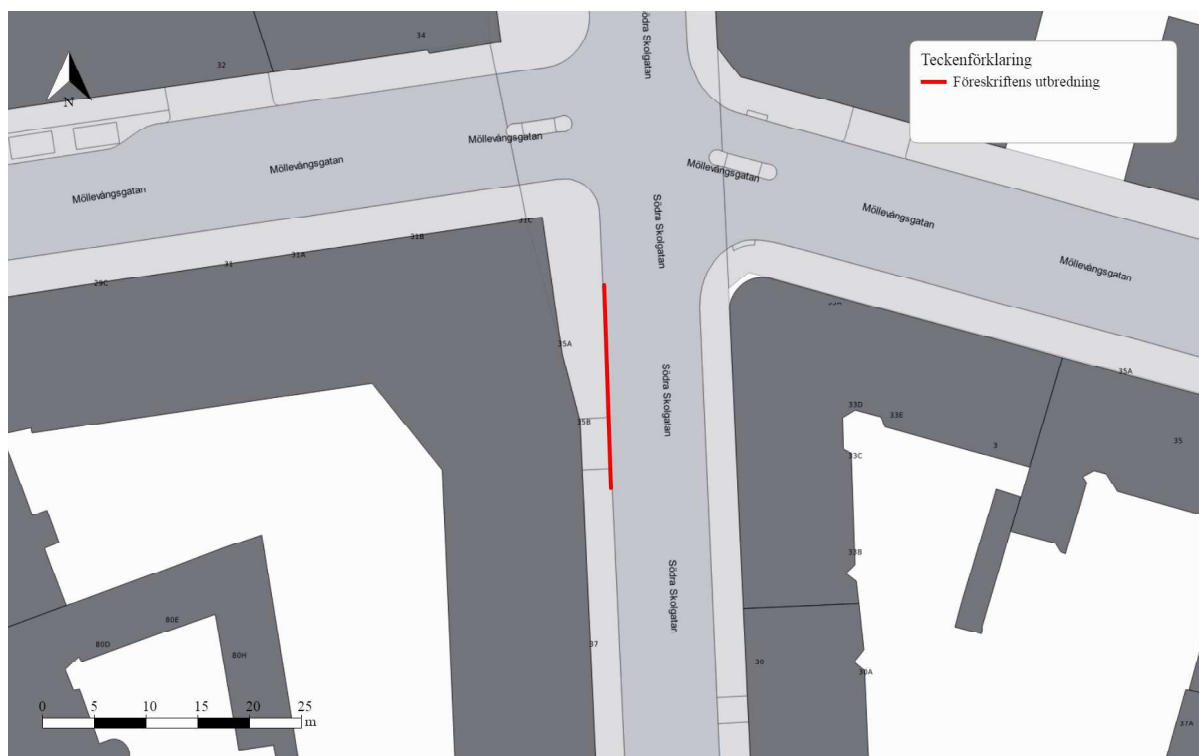 34
32
Södra Skolgatan
Teckenförklaring
Föreskriftens utbredning
N
Möllevångsgatan
Möllevångsgatan
Möllevångsgatan
Möllevångsgatan
Möllevångsgatan
Möllevångsgatan
Södra Skolgatan
31C
31B
31A
31
29C
35A
35A
Södra Skolgatan
33D
33E
35B
3
35
33C
33B
Södra Skolgatan
80E
80D
80H
37
30
30A
37A
0 5 10 15 20 25
m